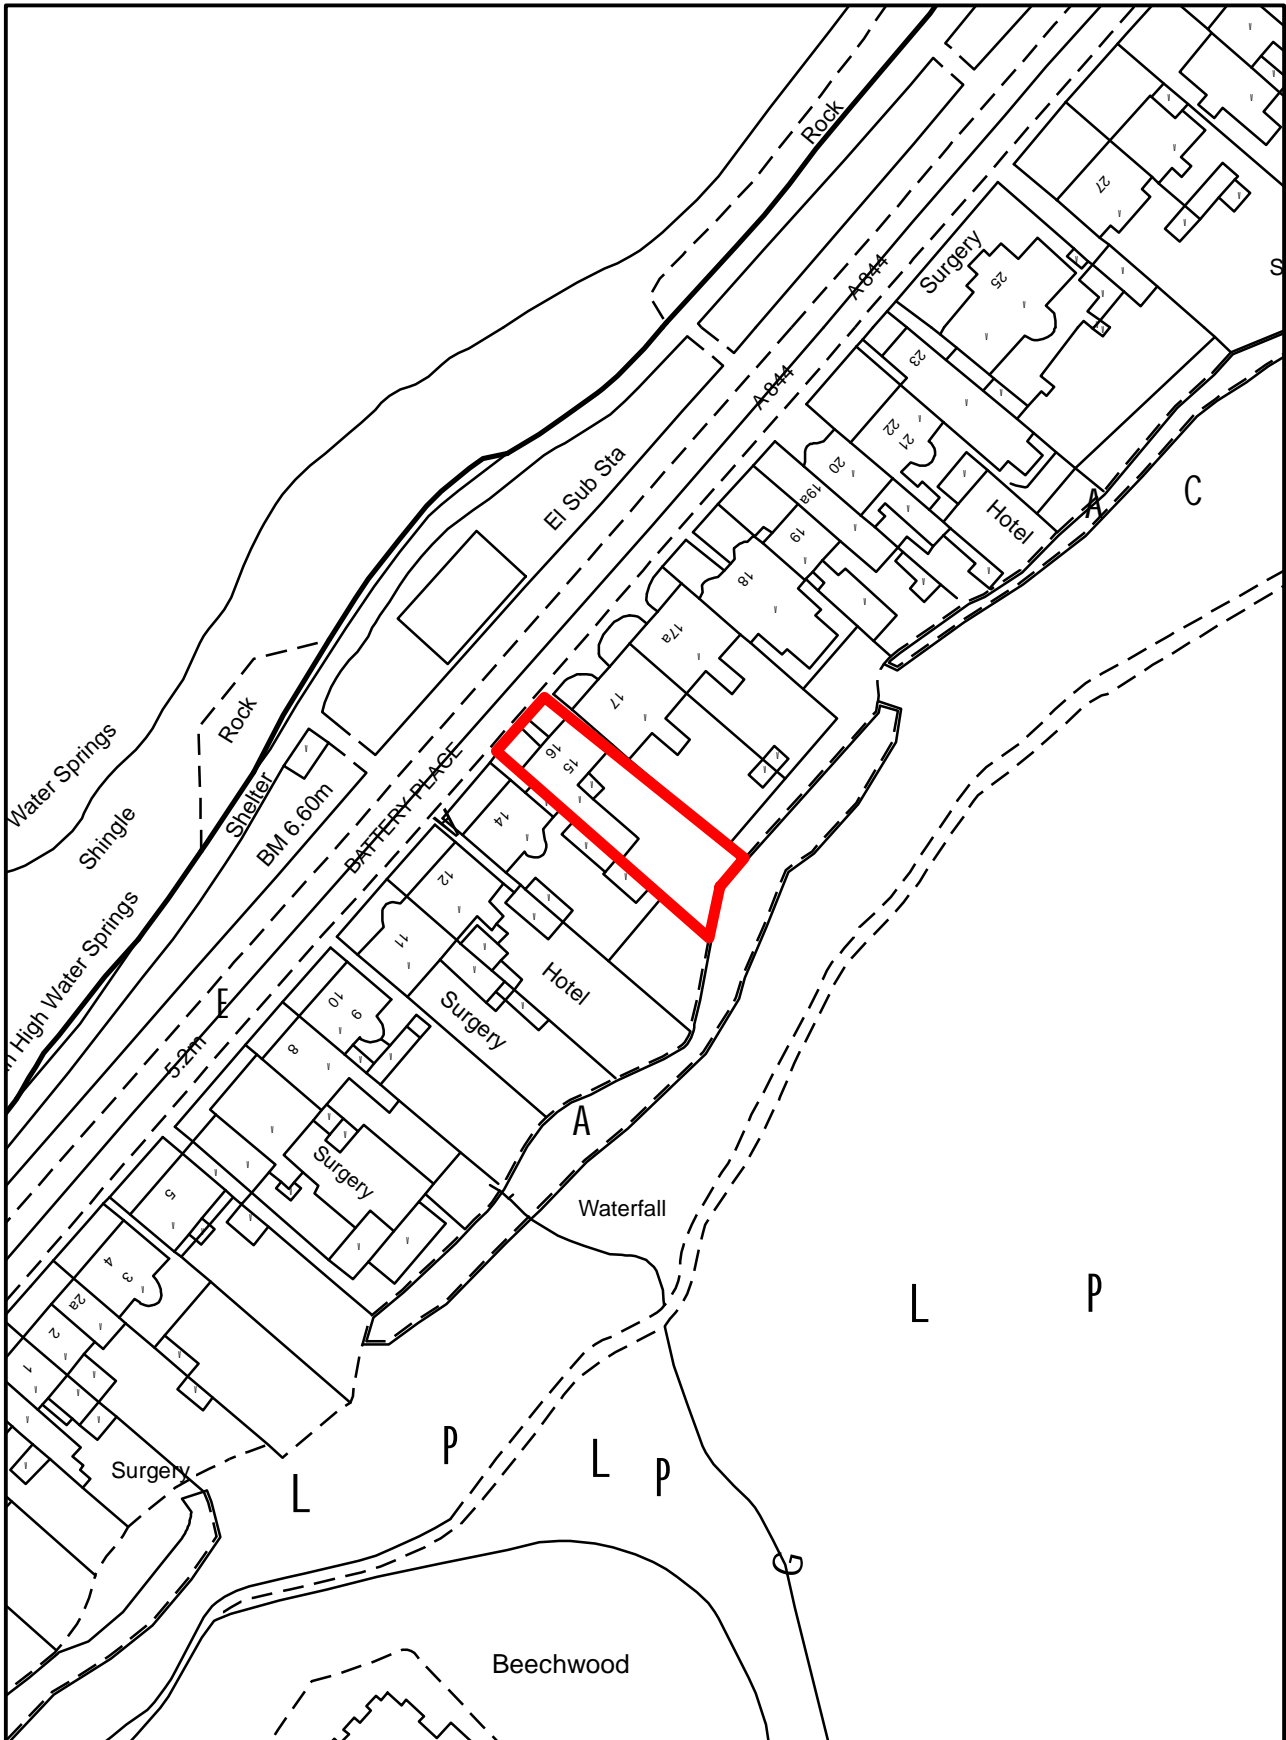 Rock
27
S
Surgery
25
A 844
23
A 844
22
21
20
El Sub Sta
19a
Hotel
A
C
19
18
17a
17
Rock
Water Springs
16
15
BATTERY PLACE
Shelter
BM 6.60m
Shingle
14
12
11
High Water Springs
Hotel
Surgery
E
10
9
5.2m
8
A
Surgery
5
Waterfall
4
3
L
P
2a
2
1
P
L
P
Surgery
L
G
Beechwood